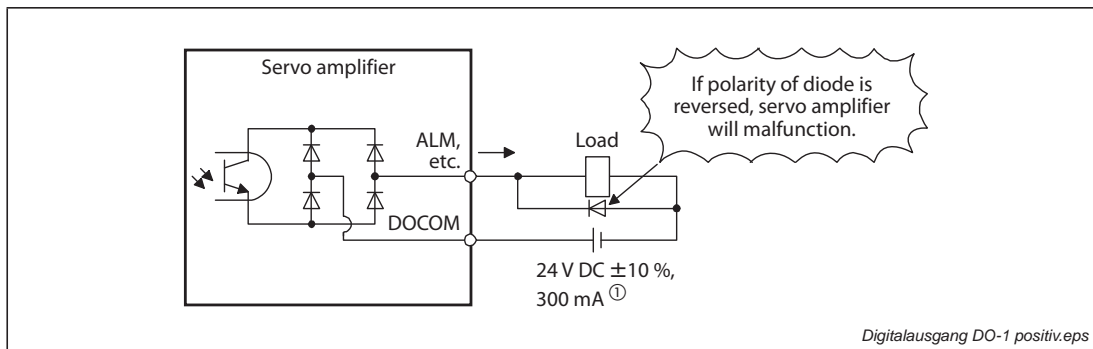 Servo amplifier
If polarity of diode is
reversed, servo amplifier
will malfunction.
ALM,
etc.
Load
DOCOM
24 V DC ±10 %,
300 mA ①
Digitalausgang DO-1 positiv.eps